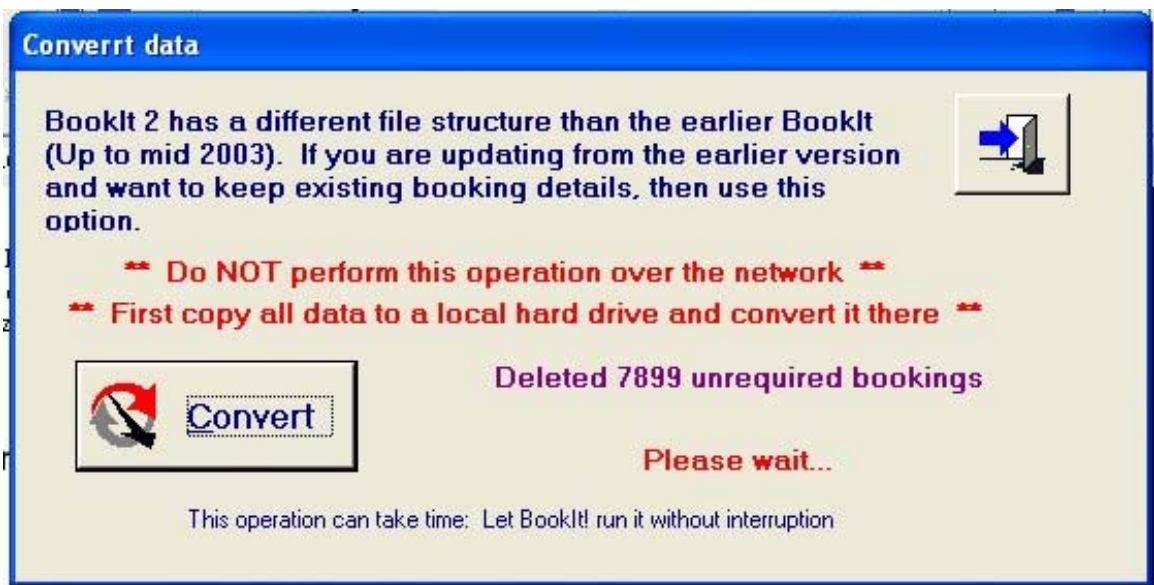 Converrt data
BookIt 2 has a different file structure than the earlier BookIt
(Up to mid 2003).  If you are updating from the earlier version
and want to keep existing booking details, then use this
option.
** Do NOT perform this operation over the network **
** First copy all data to a local hard drive and convert it there **
Deleted 7899 unrequired bookings
Convert
Please wait...
This operation can take time:  Let BookIt! run it without interruption